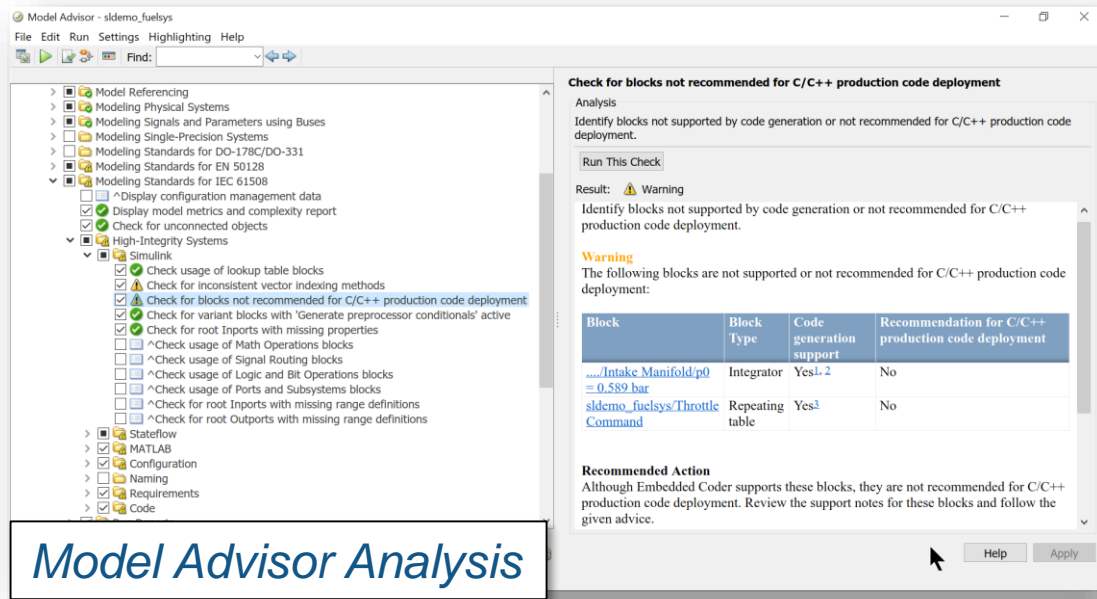 Model Advisor - sldemo_fuelsys
File Edit Run Settings Highlighting Help
Find:
Model Referencing
Modeling Physical Systems
Modeling Signals and Parameters using Buses
Modeling Single-Precision Systems
Modeling Standards for DO-178C/DO-331
Modeling Standards for EN 50128
Modeling Standards for IEC 61508
^Display configuration management data
Display model metrics and complexity report
Check for unconnected objects
High-Integrity Systems
Simulink
Check usage of lookup table blocks
Check for inconsistent vector indexing methods
Check for blocks not recommended for C/C++ production code deployment
Check for variant blocks with 'Generate preprocessor conditionals' active
Check for root Inports with missing properties
^Check usage of Math Operations blocks
^Check usage of Signal Routing blocks
^Check usage of Logic and Bit Operations blocks
^Check usage of Ports and Subsystems blocks
^Check for root Inports with missing range definitions
^Check for root Outports with missing range definitions
Stateflow
MATLAB
Configuration
Naming
Requirements
Code
Model Advisor Analysis
Check for blocks not recommended for C/C++ production code deployment
Analysis
Identify blocks not supported by code generation or not recommended for C/C++ production code
deployment.
Run This Check
Result: Warning
Identify blocks not supported by code generation or not recommended for C/C++
production code deployment.
Warning
The following blocks are not supported or not recommended for C/C++ production code
deployment:
Block Block Code Recommendation for C/C++
Type generation production code deployment
support
..../Intake Manifold/p0 Integrator Yes1, 2 No
= 0.589 bar
sldemo_fuelsys/Throttle Repeating Yes3 No
Command table
Recommended Action
Although Embedded Coder supports these blocks, they are not recommended for C/C++
production code deployment. Review the support notes for these blocks and follow the
given advice.
Help Apply